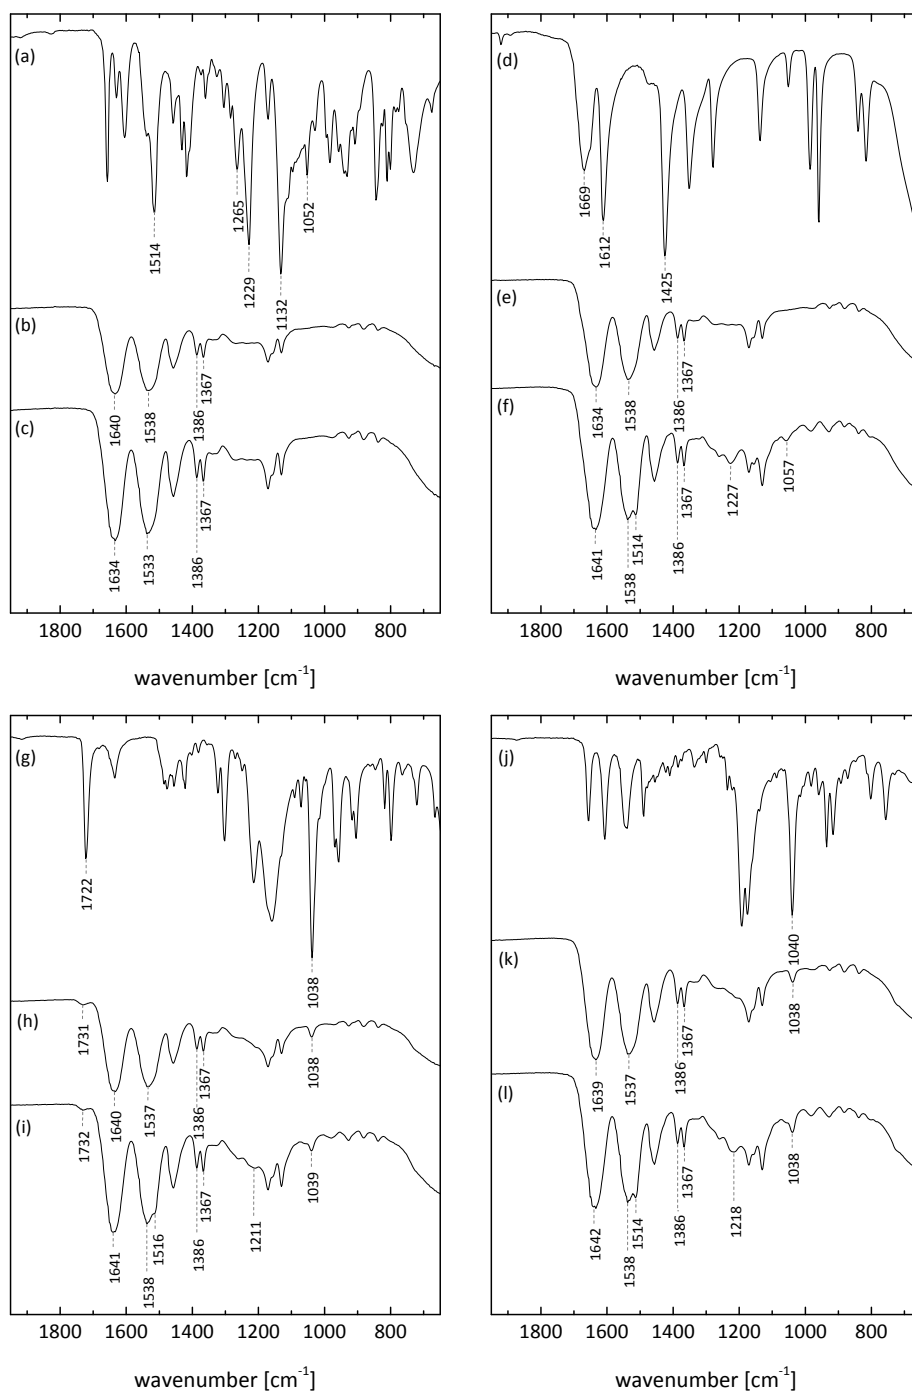 (a)
1514
1265
1229
1132
1052
(b)
1640
1538
1386
1367
(c)
1634
1533
1386
1367
1800 1600 1400 1200 1000 800
wavenumber [cm-1]
(d)
1669
1612
1425
(e)
1634
1538
1386
1367
(f)
1641
1538
1514
1386
1367
1227
1057
1800 1600 1400 1200 1000 800
wavenumber [cm-1]
(g)
1722
1038
(h)
1731
1640
1537
1386
1367
1038
(i)
1732
1641
1538
1516
1386
1367
1211
1039
1800 1600 1400 1200 1000 800
wavenumber [cm-1]
(j)
1040
(k)
1639
1537
1386
1367
1038
(l)
1642
1538
1514
1386
1367
1218
1038
1800 1600 1400 1200 1000 800
wavenumber [cm-1]